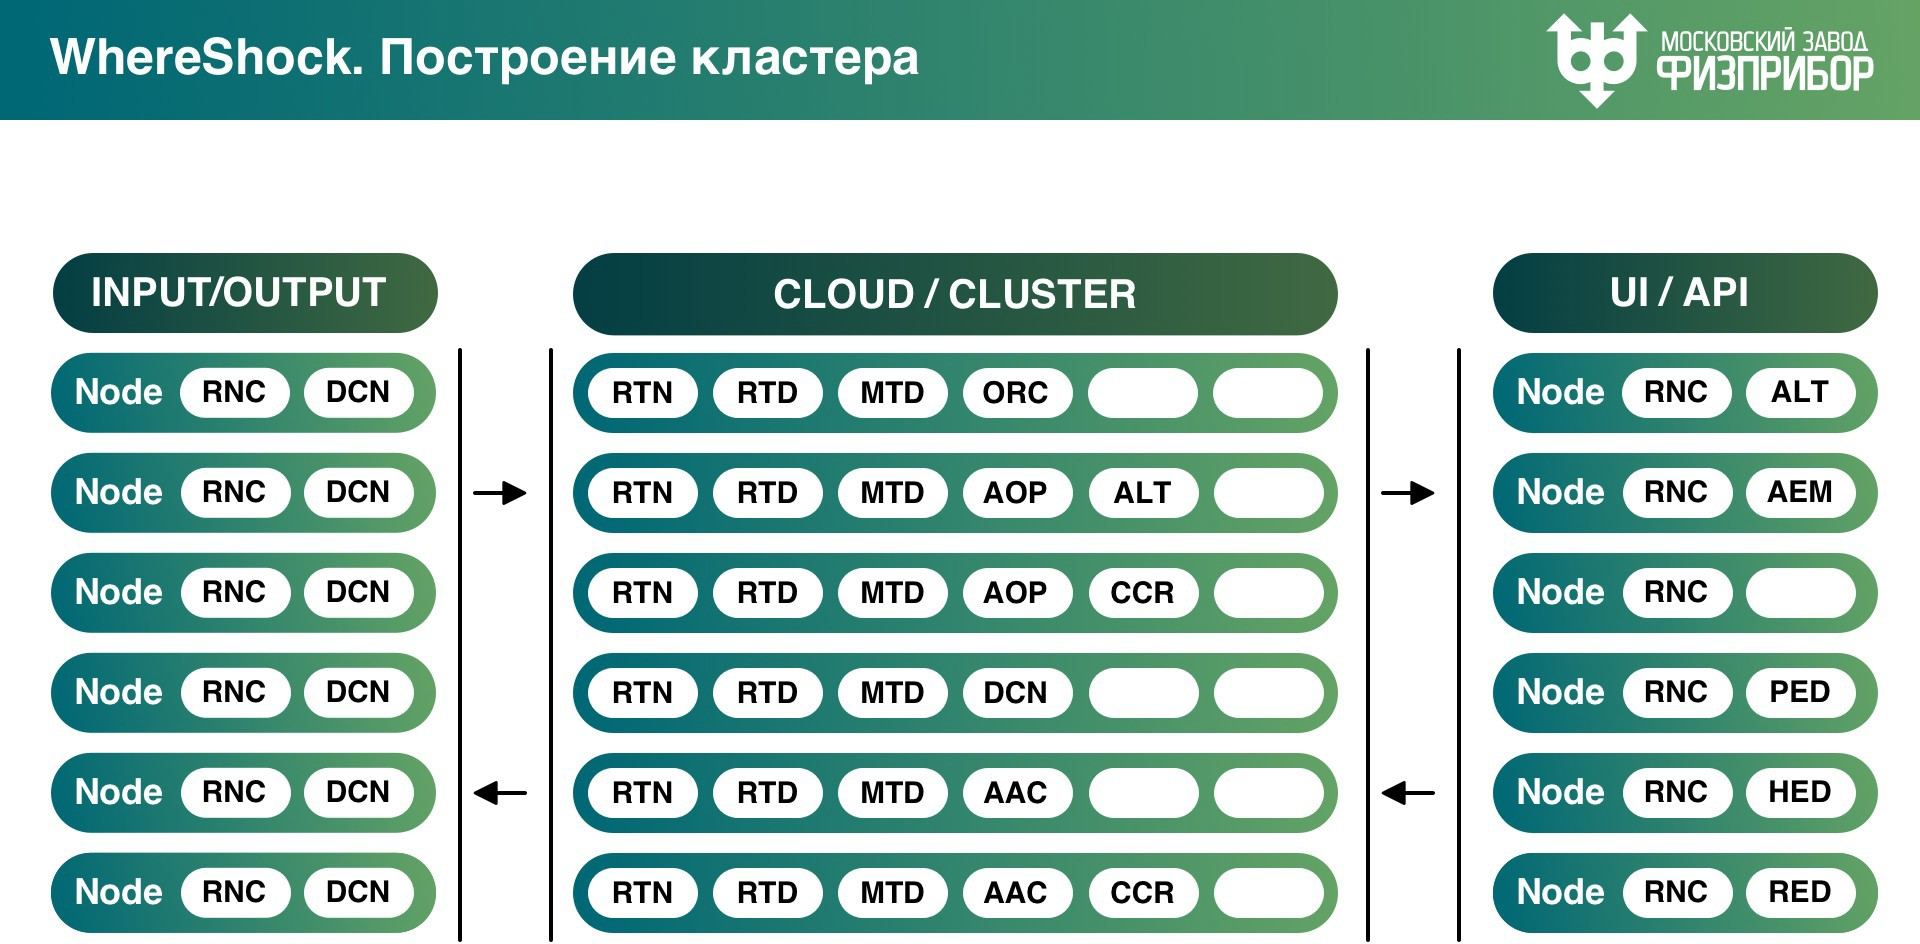 WhereShock. Построение кластера
МОСКОВСКИЙ ЗАВОД
ФИЗПРИБОР
INPUT/OUTPUT
CLOUD / CLUSTER
UI / API
Node RNC DCN
RTN RTD MTD ORC
Node RNC ALT
Node RNC DCN
RTN RTD MTD AOP ALT
Node RNC AEM
Node RNC DCN
RTN RTD MTD AOP CCR
Node RNC
Node RNC DCN
RTN RTD MTD DCN
Node RNC PED
Node RNC DCN
RTN RTD MTD AAC
Node RNC HED
Node RNC DCN
RTN RTD MTD AAC CCR
Node RNC RED